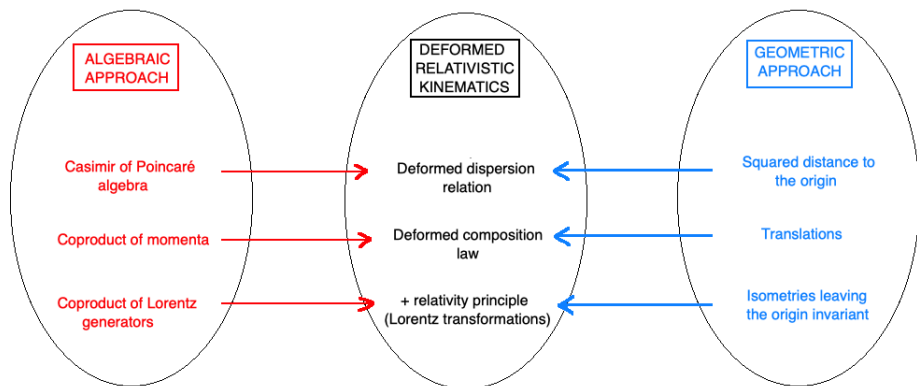 ALGEBRAIC
APPROACH
Casimir of Poincaré
algebra
Coproduct of momenta
Coproduct of Lorentz
generators
DEFORMED
RELATIVISTIC
KINEMATICS
Deformed dispersion
relation
Deformed composition
law
+ relativity principle
(Lorentz transformations)
GEOMETRIC
APPROACH
Squared distance to
the origin
Translations
Isometries leaving
the origin invariant